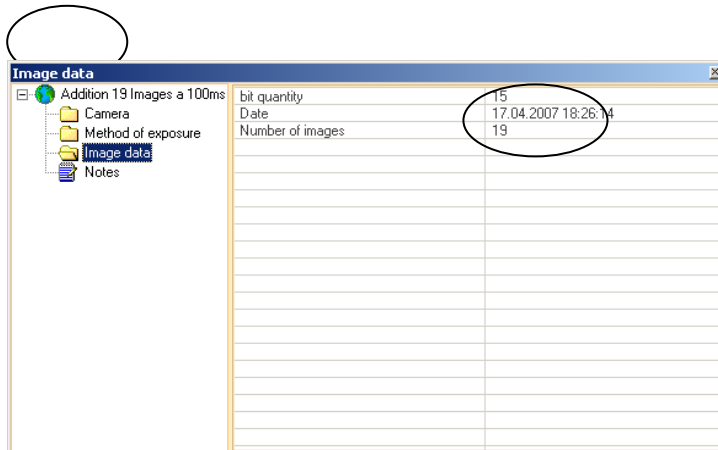 Image data
Addition 19 Images a 100ms
Camera
Method of exposure
Image data
Notes
bit quantity 15
Date 17.04.2007 18:26:14
Number of images 19